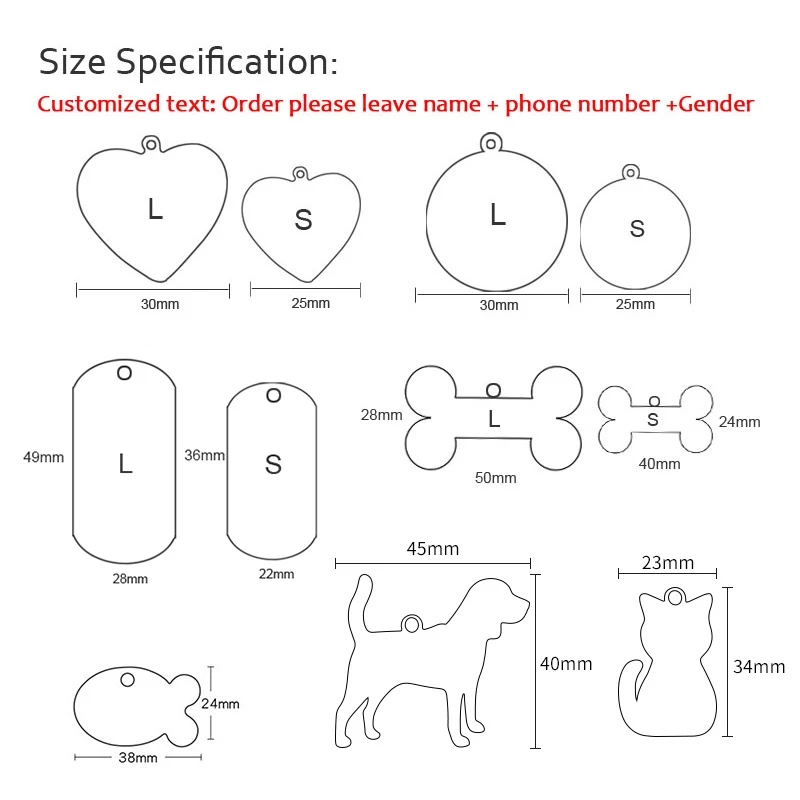 Size Specification:
Customized text: Order please leave name + phone number +Gender
L
S
L
S
30mm
25mm
30mm
25mm
49mm
L
28mm
36mm
S
22mm
28mm
L
50mm
S
24mm
40mm
45mm
40mm
23mm
34mm
24mm
38mm